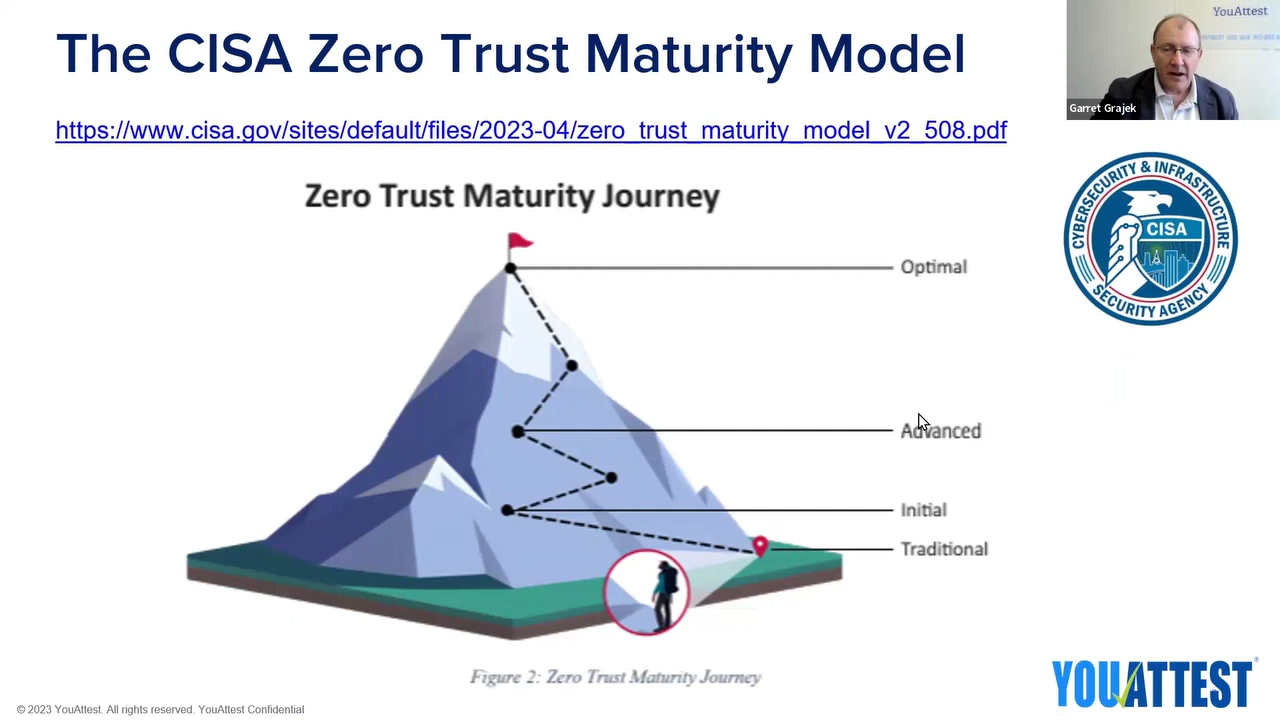 The CISA Zero Trust Maturity Model
YouAttest
Garret Grajek
https://www.cisa.gov/sites/default/files/2023-04/zero_trust_maturity_model_v2_508.pdf
CYBERSECURITY & INFRASTRUCTURE
CISA
SECURITY AGENCY
Zero Trust Maturity Journey
Optimal
Advanced
Initial
Traditional
Figure 2: Zero Trust Maturity Journey
YOUATTEST®
© 2023 YouAttest. All rights reserved. YouAttest Confidential